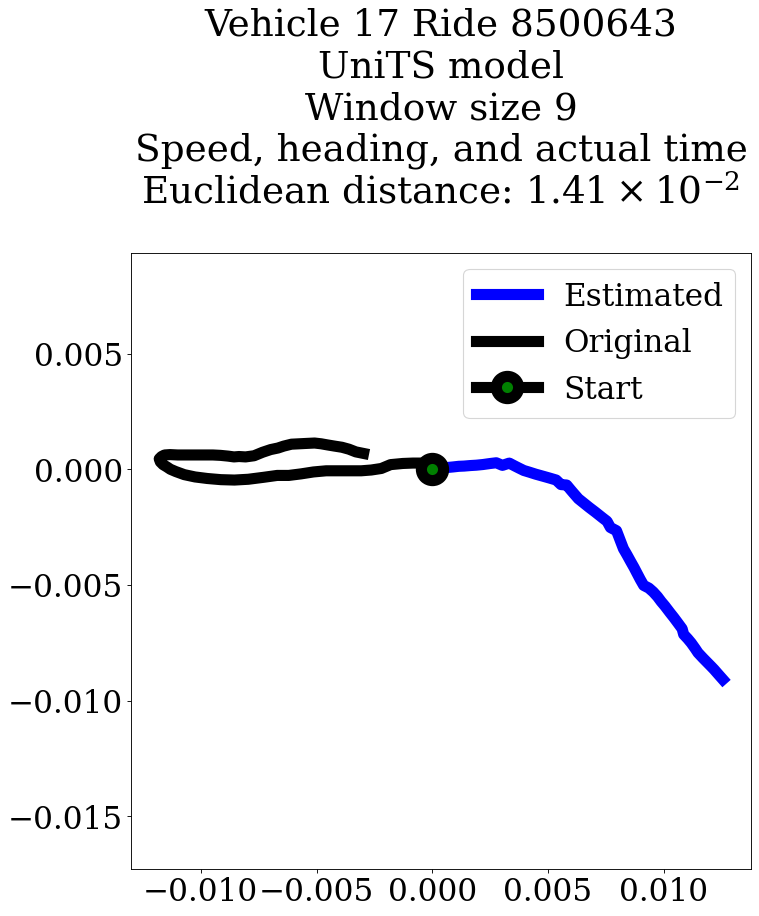 Vehicle 17 Ride 8500643
UniTS model
Window size 9
Speed, heading, and actual time
Euclidean distance: 1.41 × 10⁻²
Estimated
Original
Start
0.005
0.000
−0.005
−0.010
−0.015
−0.010 −0.005 0.000 0.005 0.010